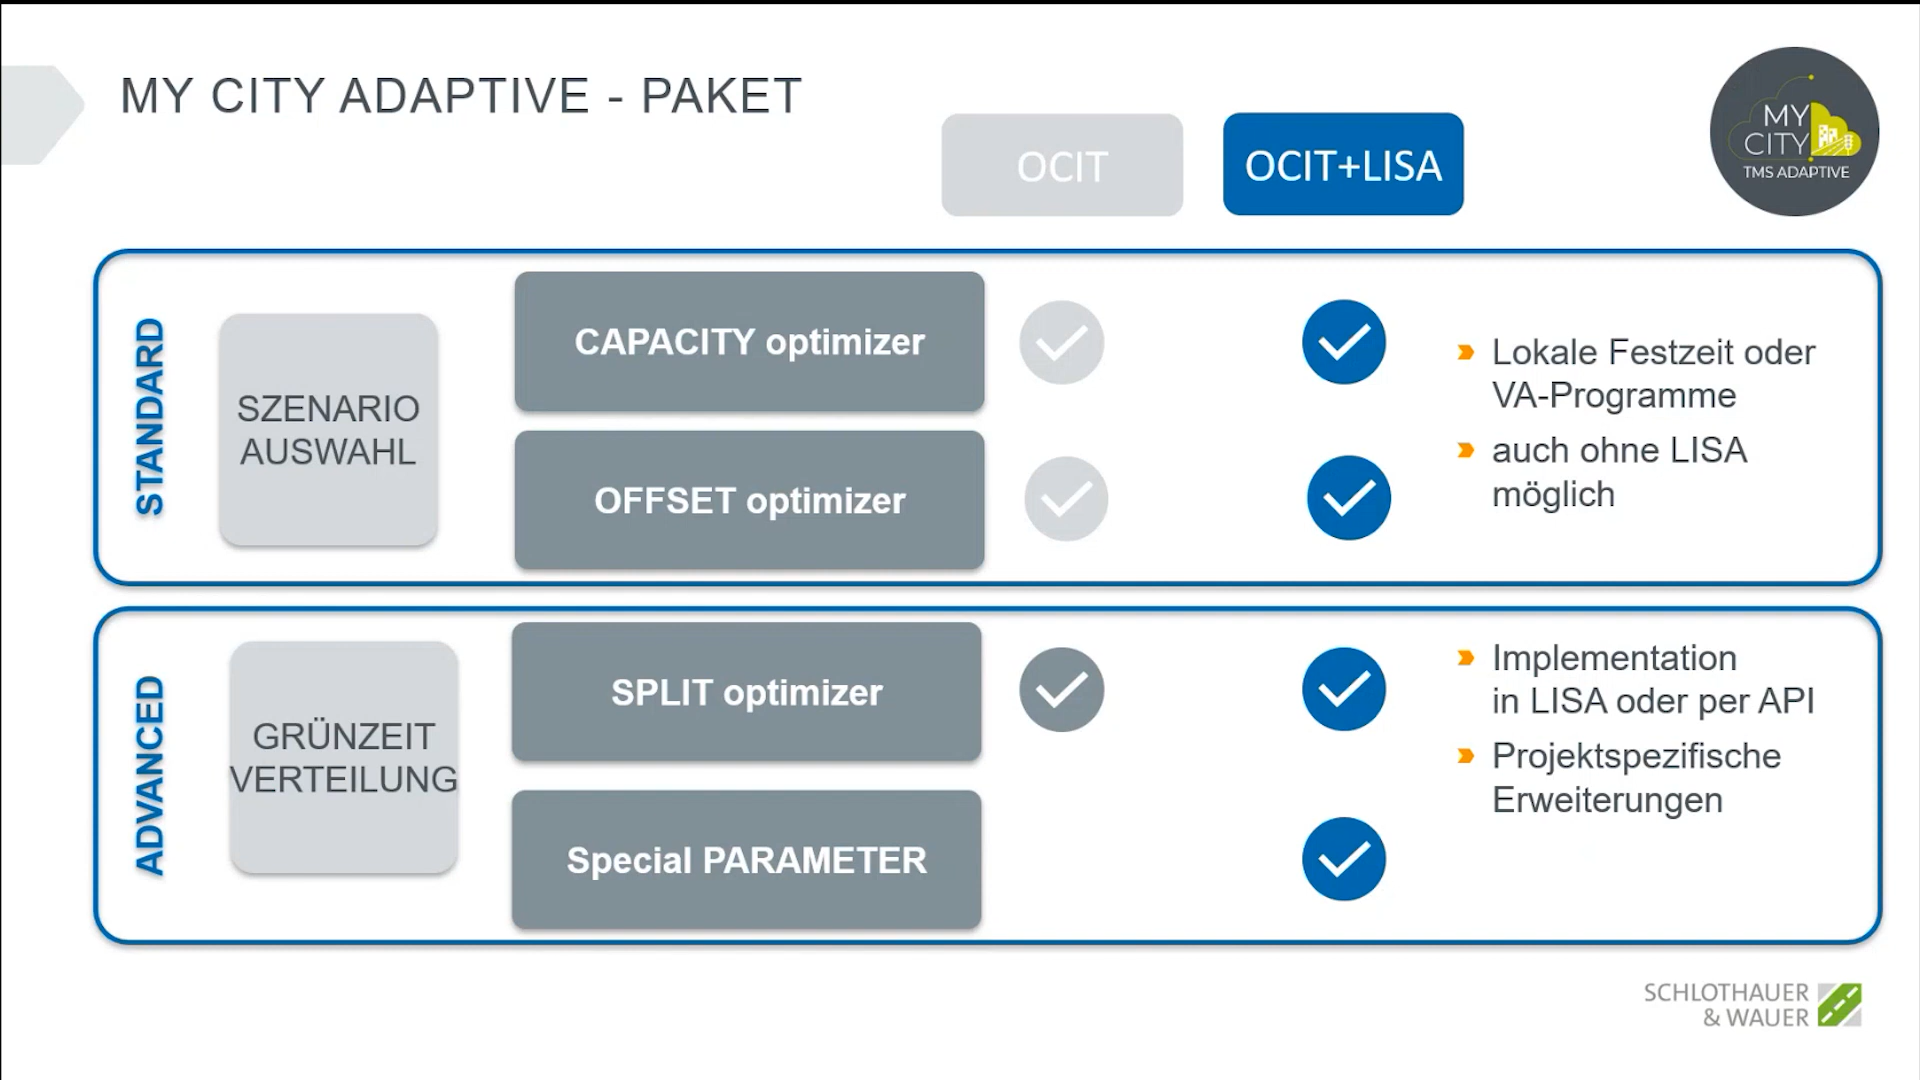 MY CITY ADAPTIVE - PAKET
OCIT
OCIT+LISA
MY
CITY
TMS ADAPTIVE
STANDARD
SZENARIO
AUSWAHL
CAPACITY optimizer
OFFSET optimizer
Lokale Festzeit oder
VA-Programme
auch ohne LISA
möglich
ADVANCED
GRÜNZEIT
VERTEILUNG
SPLIT optimizer
Special PARAMETER
Implementation
in LISA oder per API
Projektspezifische
Erweiterungen
SCHLOTHAUER
& WAUER